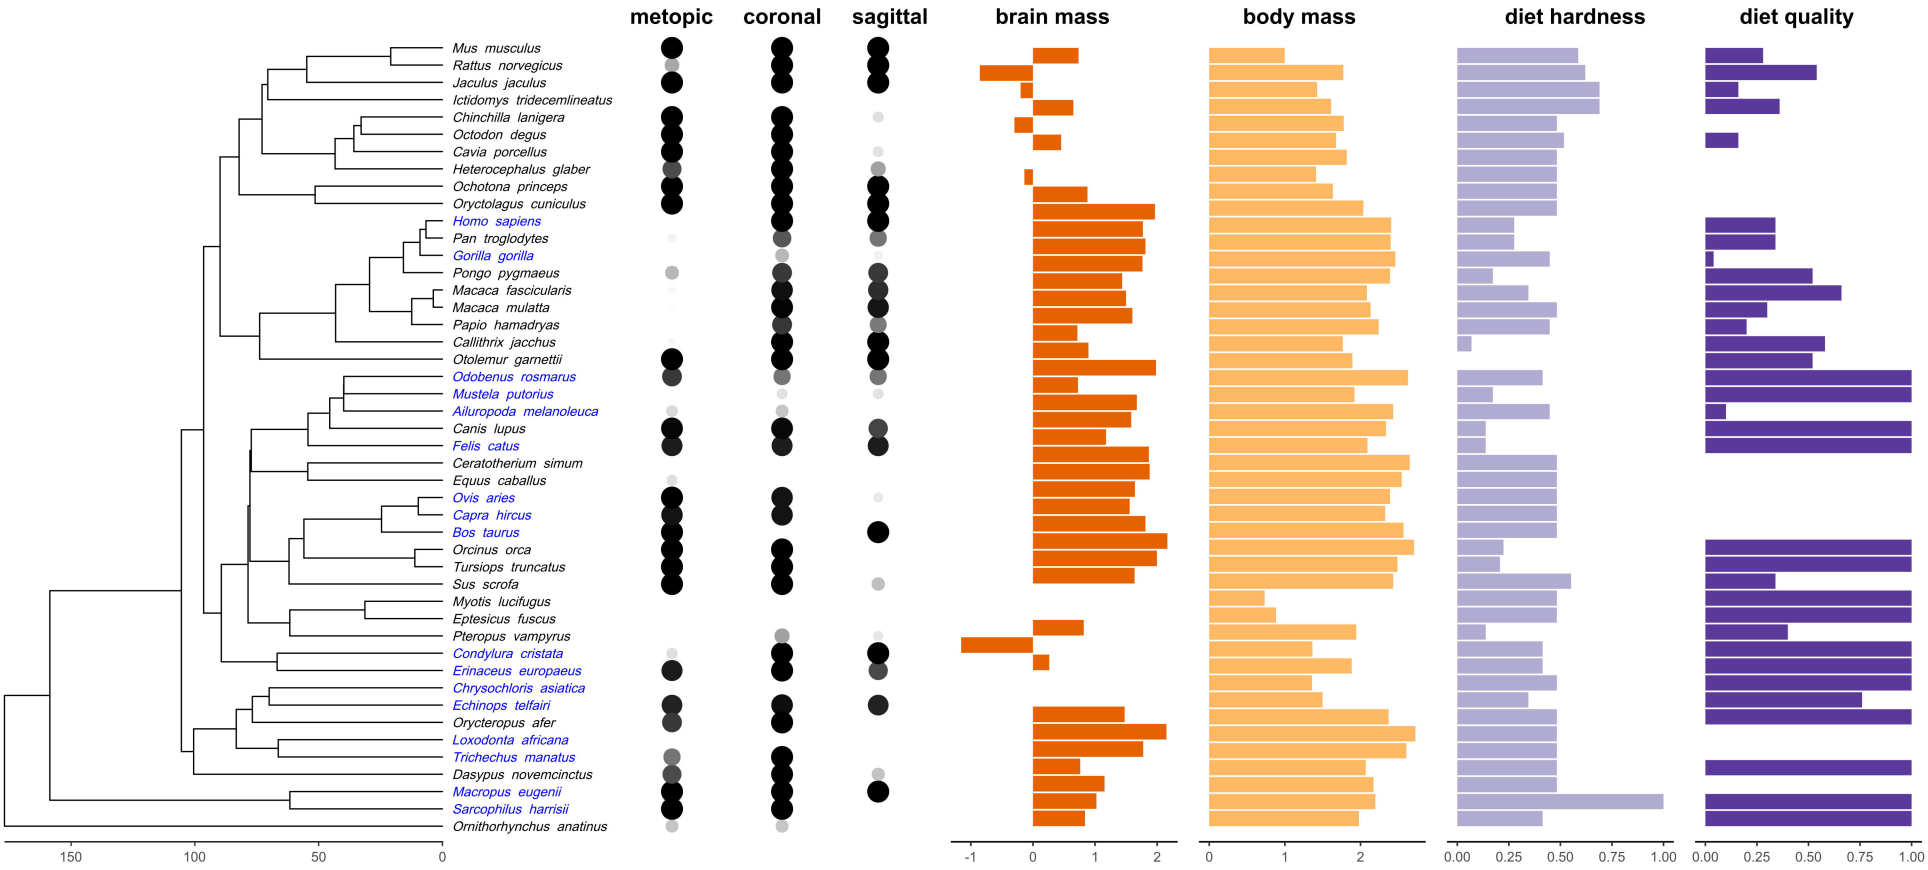 metopic coronal sagittal brain mass body mass diet hardness diet quality
Mus musculus
Rattus norvegicus
Jaculus jaculus
Ictidomys tridecemlineatus
Chinchilla lanigera
Octodon degus
Cavia porcellus
Heterocephalus glaber
Ochotona princeps
Oryctolagus cuniculus
Homo sapiens
Pan troglodytes
Gorilla gorilla
Pongo pygmaeus
Macaca fascicularis
Macaca mulatta
Papio hamadryas
Callithrix jacchus
Otolemur garnettii
Odobenus rosmarus
Mustela putorius
Ailuropoda melanoleuca
Canis lupus
Felis catus
Ceratotherium simum
Equus caballus
Ovis aries
Capra hircus
Bos taurus
Orcinus orca
Tursiops truncatus
Sus scrofa
Myotis lucifugus
Eptesicus fuscus
Pteropus vampyrus
Condylura cristata
Erinaceus europaeus
Chrysochloris asiatica
Echinops telfairi
Orycteropus afer
Loxodonta africana
Trichechus manatus
Dasypus novemcinctus
Macropus eugenii
Sarcophilus harrisii
Ornithorhynchus anatinus
150 100 50 0 -1 0 1 2 0 1 2 0.00 0.25 0.50 0.75 1.00 0.00 0.25 0.50 0.75 1.00